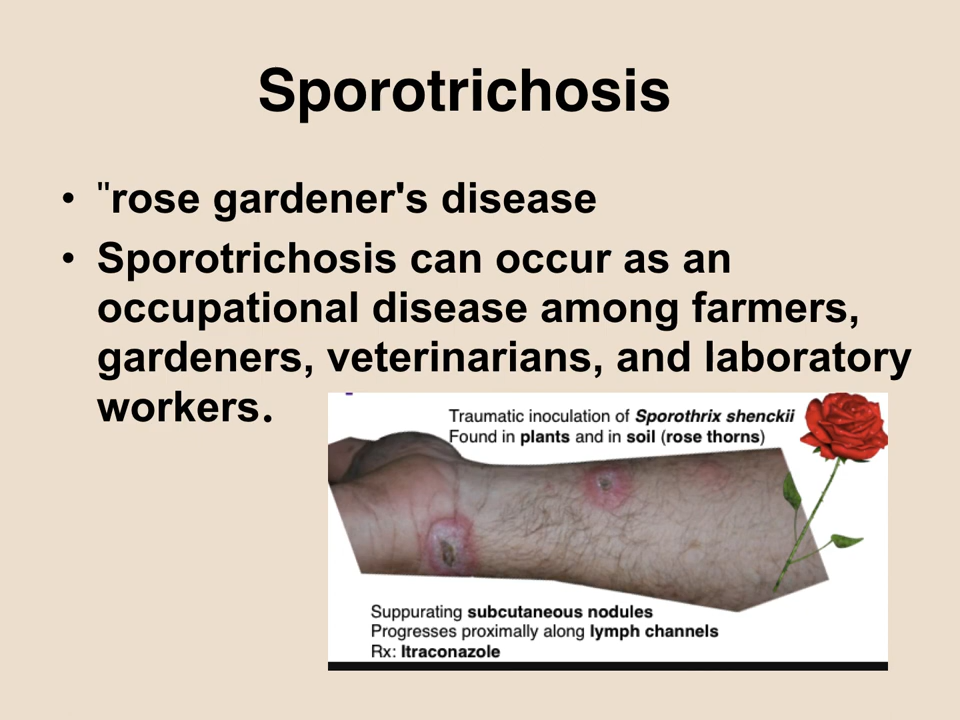 Sporotrichosis
• "rose gardener's disease
• Sporotrichosis can occur as an
occupational disease among farmers,
gardeners, veterinarians, and laboratory
workers.
Traumatic inoculation of Sporothrix shenckii
Found in plants and in soil (rose thorns)
Suppurating subcutaneous nodules
Progresses proximally along lymph channels
Rx: Itraconazole